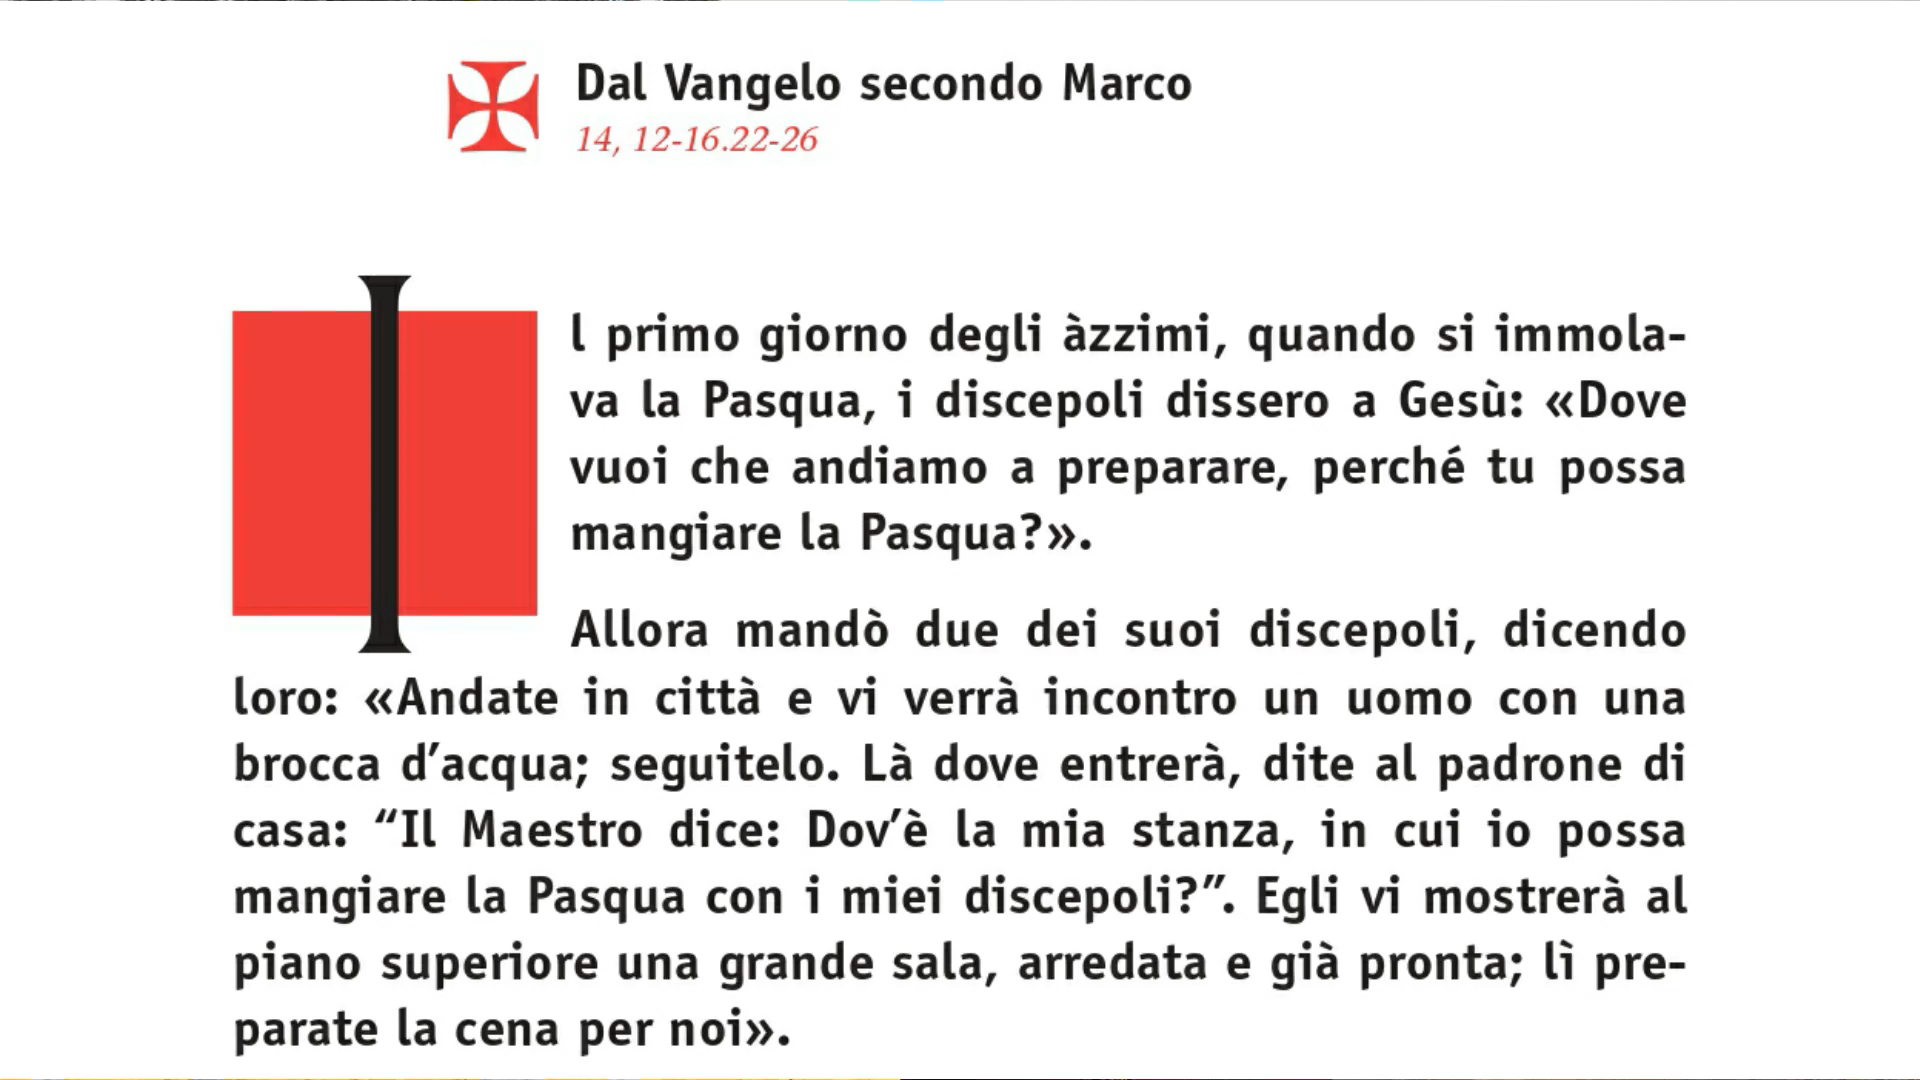 Dal Vangelo secondo Marco
14, 12-16.22-26
Il primo giorno degli àzzimi, quando si immola-
va la Pasqua, i discepoli dissero a Gesù: «Dove
vuoi che andiamo a preparare, perché tu possa
mangiare la Pasqua?».
Allora mandò due dei suoi discepoli, dicendo
loro: «Andate in città e vi verrà incontro un uomo con una
brocca d’acqua; seguitelo. Là dove entrerà, dite al padrone di
casa: “Il Maestro dice: Dov’è la mia stanza, in cui io possa
mangiare la Pasqua con i miei discepoli?”. Egli vi mostrerà al
piano superiore una grande sala, arredata e già pronta; lì pre-
parate la cena per noi».